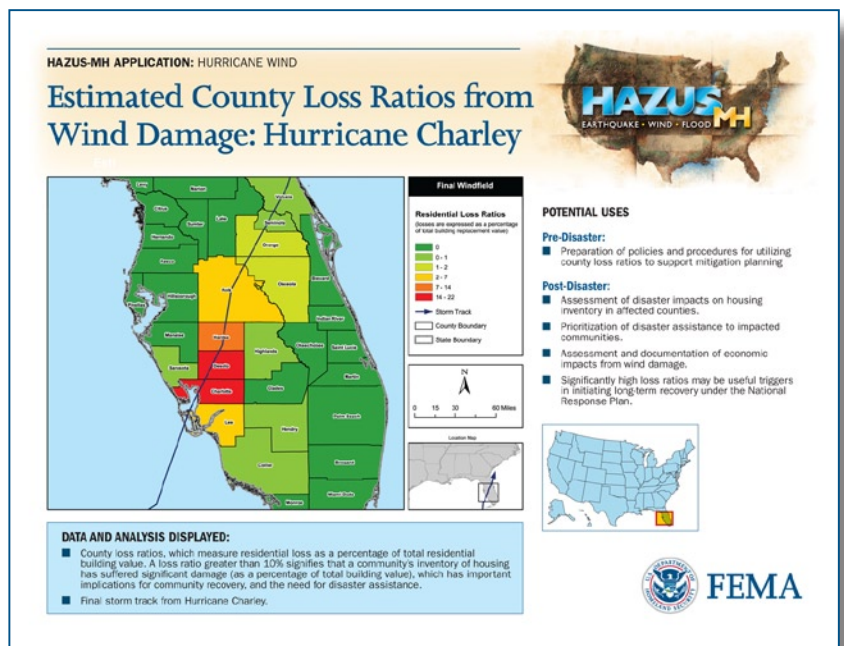 HAZUS-MH APPLICATION: HURRICANE WIND
Estimated County Loss Ratios from
Wind Damage: Hurricane Charley
HAZUS
MH
EARTHQUAKE • WIND • FLOOD
Levy
Marion
Volusia
Citrus
Sumter
Lake
Seminole
Hernando
Orange
Pasco
Osceola
Brevard
Polk
Hillsborough
Pinellas
Indian River
Manatee
Hardee
Highlands
Okeechobee
Saint Lucie
Sarasota
Desoto
Martin
Charlotte
Glades
Lee
Hendry
Palm Beach
Collier
Broward
Monroe
Miami-Dade
Final Windfield
Residential Loss Ratios
(losses are expressed as a percentage
of total building replacement value)
0
0 - 1
1 - 2
2 - 7
7 - 14
14 - 22
Storm Track
County Boundary
State Boundary
N
0 15 30 60 Miles
Location Map
POTENTIAL USES
Pre-Disaster:
■ Preparation of policies and procedures for utilizing
county loss ratios to support mitigation planning
Post-Disaster:
■ Assessment of disaster impacts on housing
inventory in affected counties.
■ Prioritization of disaster assistance to impacted
communities.
■ Assessment and documentation of economic
impacts from wind damage.
■ Significantly high loss ratios may be useful triggers
in initiating long-term recovery under the National
Response Plan.
DATA AND ANALYSIS DISPLAYED:
■ County loss ratios, which measure residential loss as a percentage of total residential
building value. A loss ratio greater than 10% signifies that a community's inventory of housing
has suffered significant damage (as a percentage of total building value), which has important
implications for community recovery, and the need for disaster assistance.
■ Final storm track from Hurricane Charley.
U.S. DEPARTMENT OF
HOMELAND SECURITY
FEMA